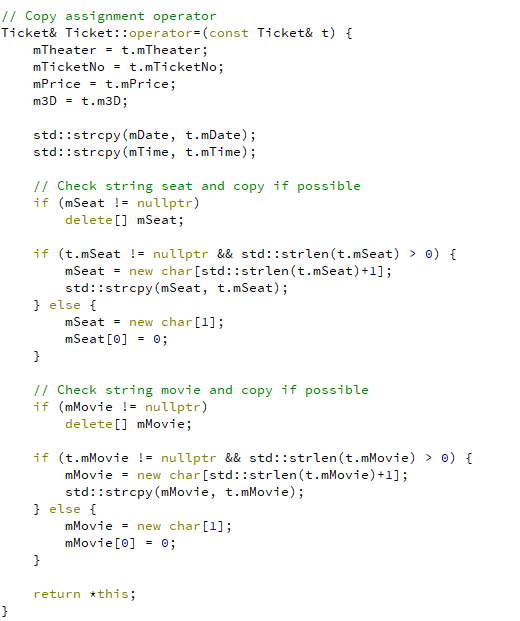 // Copy assignment operator
Ticket& Ticket::operator=(const Ticket& t) {
    mTheater = t.mTheater;
    mTicketNo = t.mTicketNo;
    mPrice = t.mPrice;
    m3D = t.m3D;

    std::strcpy(mDate, t.mDate);
    std::strcpy(mTime, t.mTime);

    // Check string seat and copy if possible
    if (mSeat != nullptr)
        delete[] mSeat;

    if (t.mSeat != nullptr && std::strlen(t.mSeat) > 0) {
        mSeat = new char[std::strlen(t.mSeat)+1];
        std::strcpy(mSeat, t.mSeat);
    } else {
        mSeat = new char[1];
        mSeat[0] = 0;
    }

    // Check string movie and copy if possible
    if (mMovie != nullptr)
        delete[] mMovie;

    if (t.mMovie != nullptr && std::strlen(t.mMovie) > 0) {
        mMovie = new char[std::strlen(t.mMovie)+1];
        std::strcpy(mMovie, t.mMovie);
    } else {
        mMovie = new char[1];
        mMovie[0] = 0;
    }

    return *this;
}